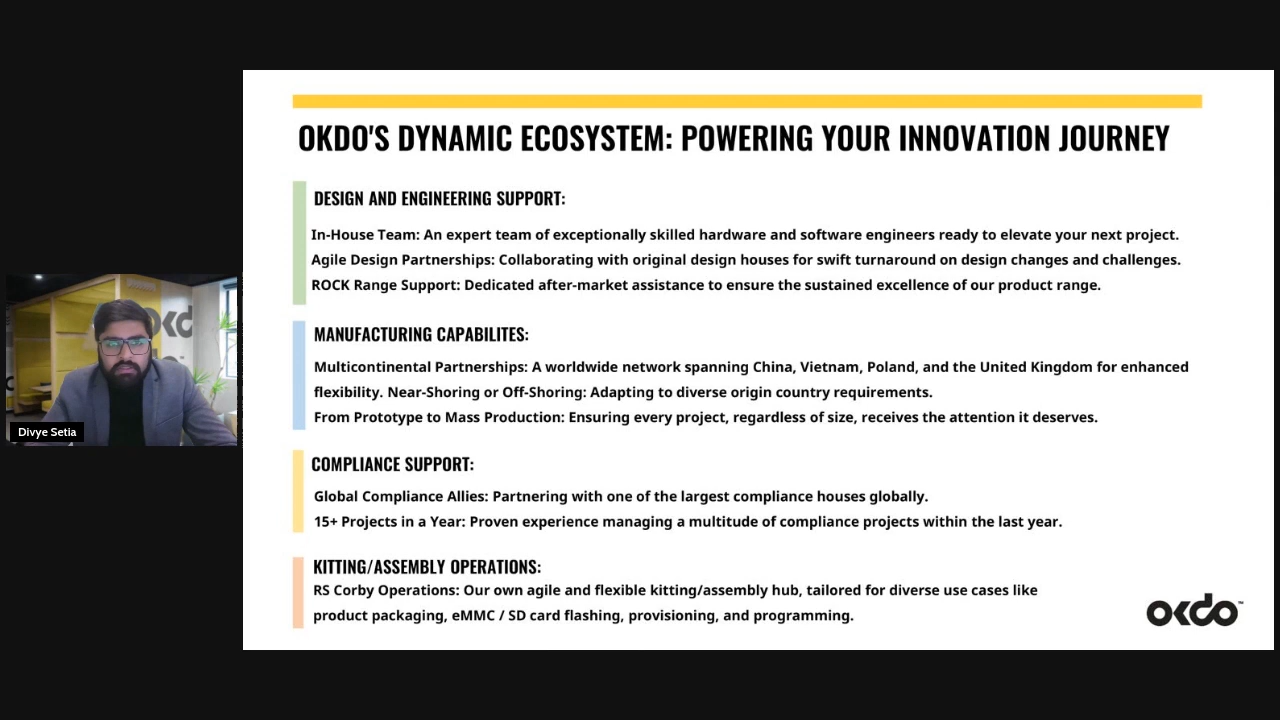 OKDO'S DYNAMIC ECOSYSTEM: POWERING YOUR INNOVATION JOURNEY
DESIGN AND ENGINEERING SUPPORT:
In-House Team: An expert team of exceptionally skilled hardware and software engineers ready to elevate your next project.
Agile Design Partnerships: Collaborating with original design houses for swift turnaround on design changes and challenges.
ROCK Range Support: Dedicated after-market assistance to ensure the sustained excellence of our product range.
MANUFACTURING CAPABILITES:
Multicontinental Partnerships: A worldwide network spanning China, Vietnam, Poland, and the United Kingdom for enhanced
flexibility. Near-Shoring or Off-Shoring: Adapting to diverse origin country requirements.
From Prototype to Mass Production: Ensuring every project, regardless of size, receives the attention it deserves.
COMPLIANCE SUPPORT:
Global Compliance Allies: Partnering with one of the largest compliance houses globally.
15+ Projects in a Year: Proven experience managing a multitude of compliance projects within the last year.
KITTING/ASSEMBLY OPERATIONS:
RS Corby Operations: Our own agile and flexible kitting/assembly hub, tailored for diverse use cases like
product packaging, eMMC / SD card flashing, provisioning, and programming.
okdo™
Divye Setia